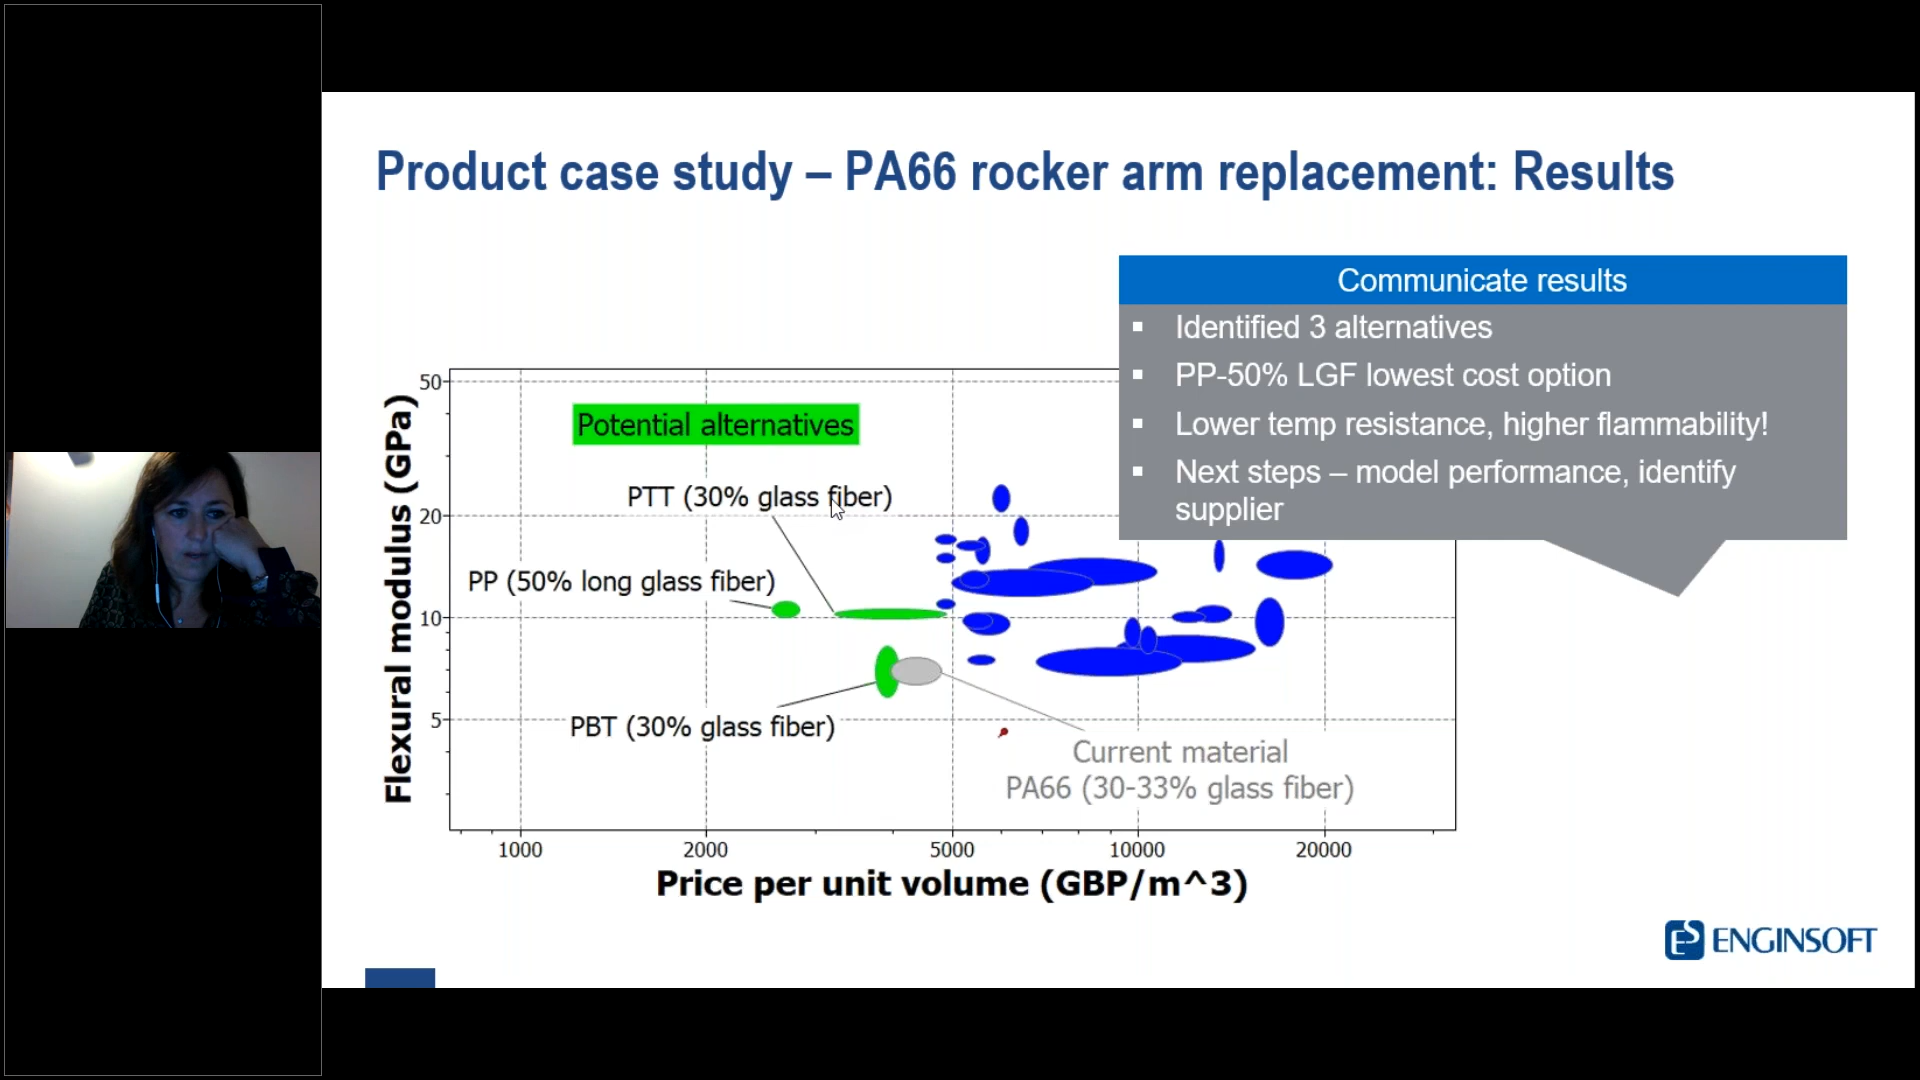 Product case study – PA66 rocker arm replacement: Results
Communicate results
▪ Identified 3 alternatives
▪ PP-50% LGF lowest cost option
▪ Lower temp resistance, higher flammability!
▪ Next steps – model performance, identify
supplier
Flexural modulus (GPa)
50
20
10
5
Potential alternatives
PTT (30% glass fiber)
PP (50% long glass fiber)
PBT (30% glass fiber)
Current material
PA66 (30-33% glass fiber)
1000
2000
5000
10000
20000
Price per unit volume (GBP/m^3)
ES ENGINSOFT